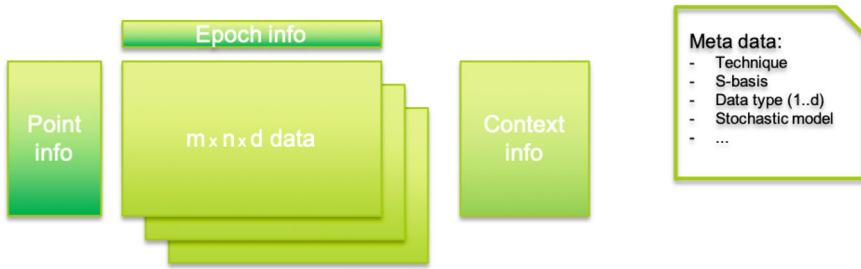 Epoch info
Point
info
m x n x d data
Context
info
Meta data:
- Technique
- S-basis
- Data type (1..d)
- Stochastic model
- ...